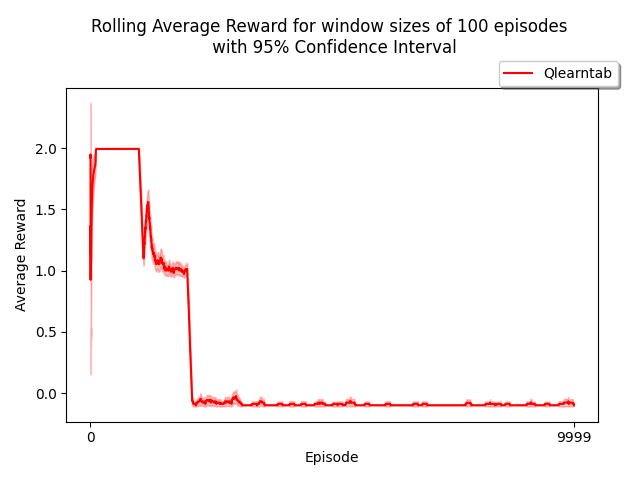 Rolling Average Reward for window sizes of 100 episodes
with 95% Confidence Interval
Qlearntab
2.0
1.5
1.0
0.5
0.0
Average Reward
0
9999
Episode